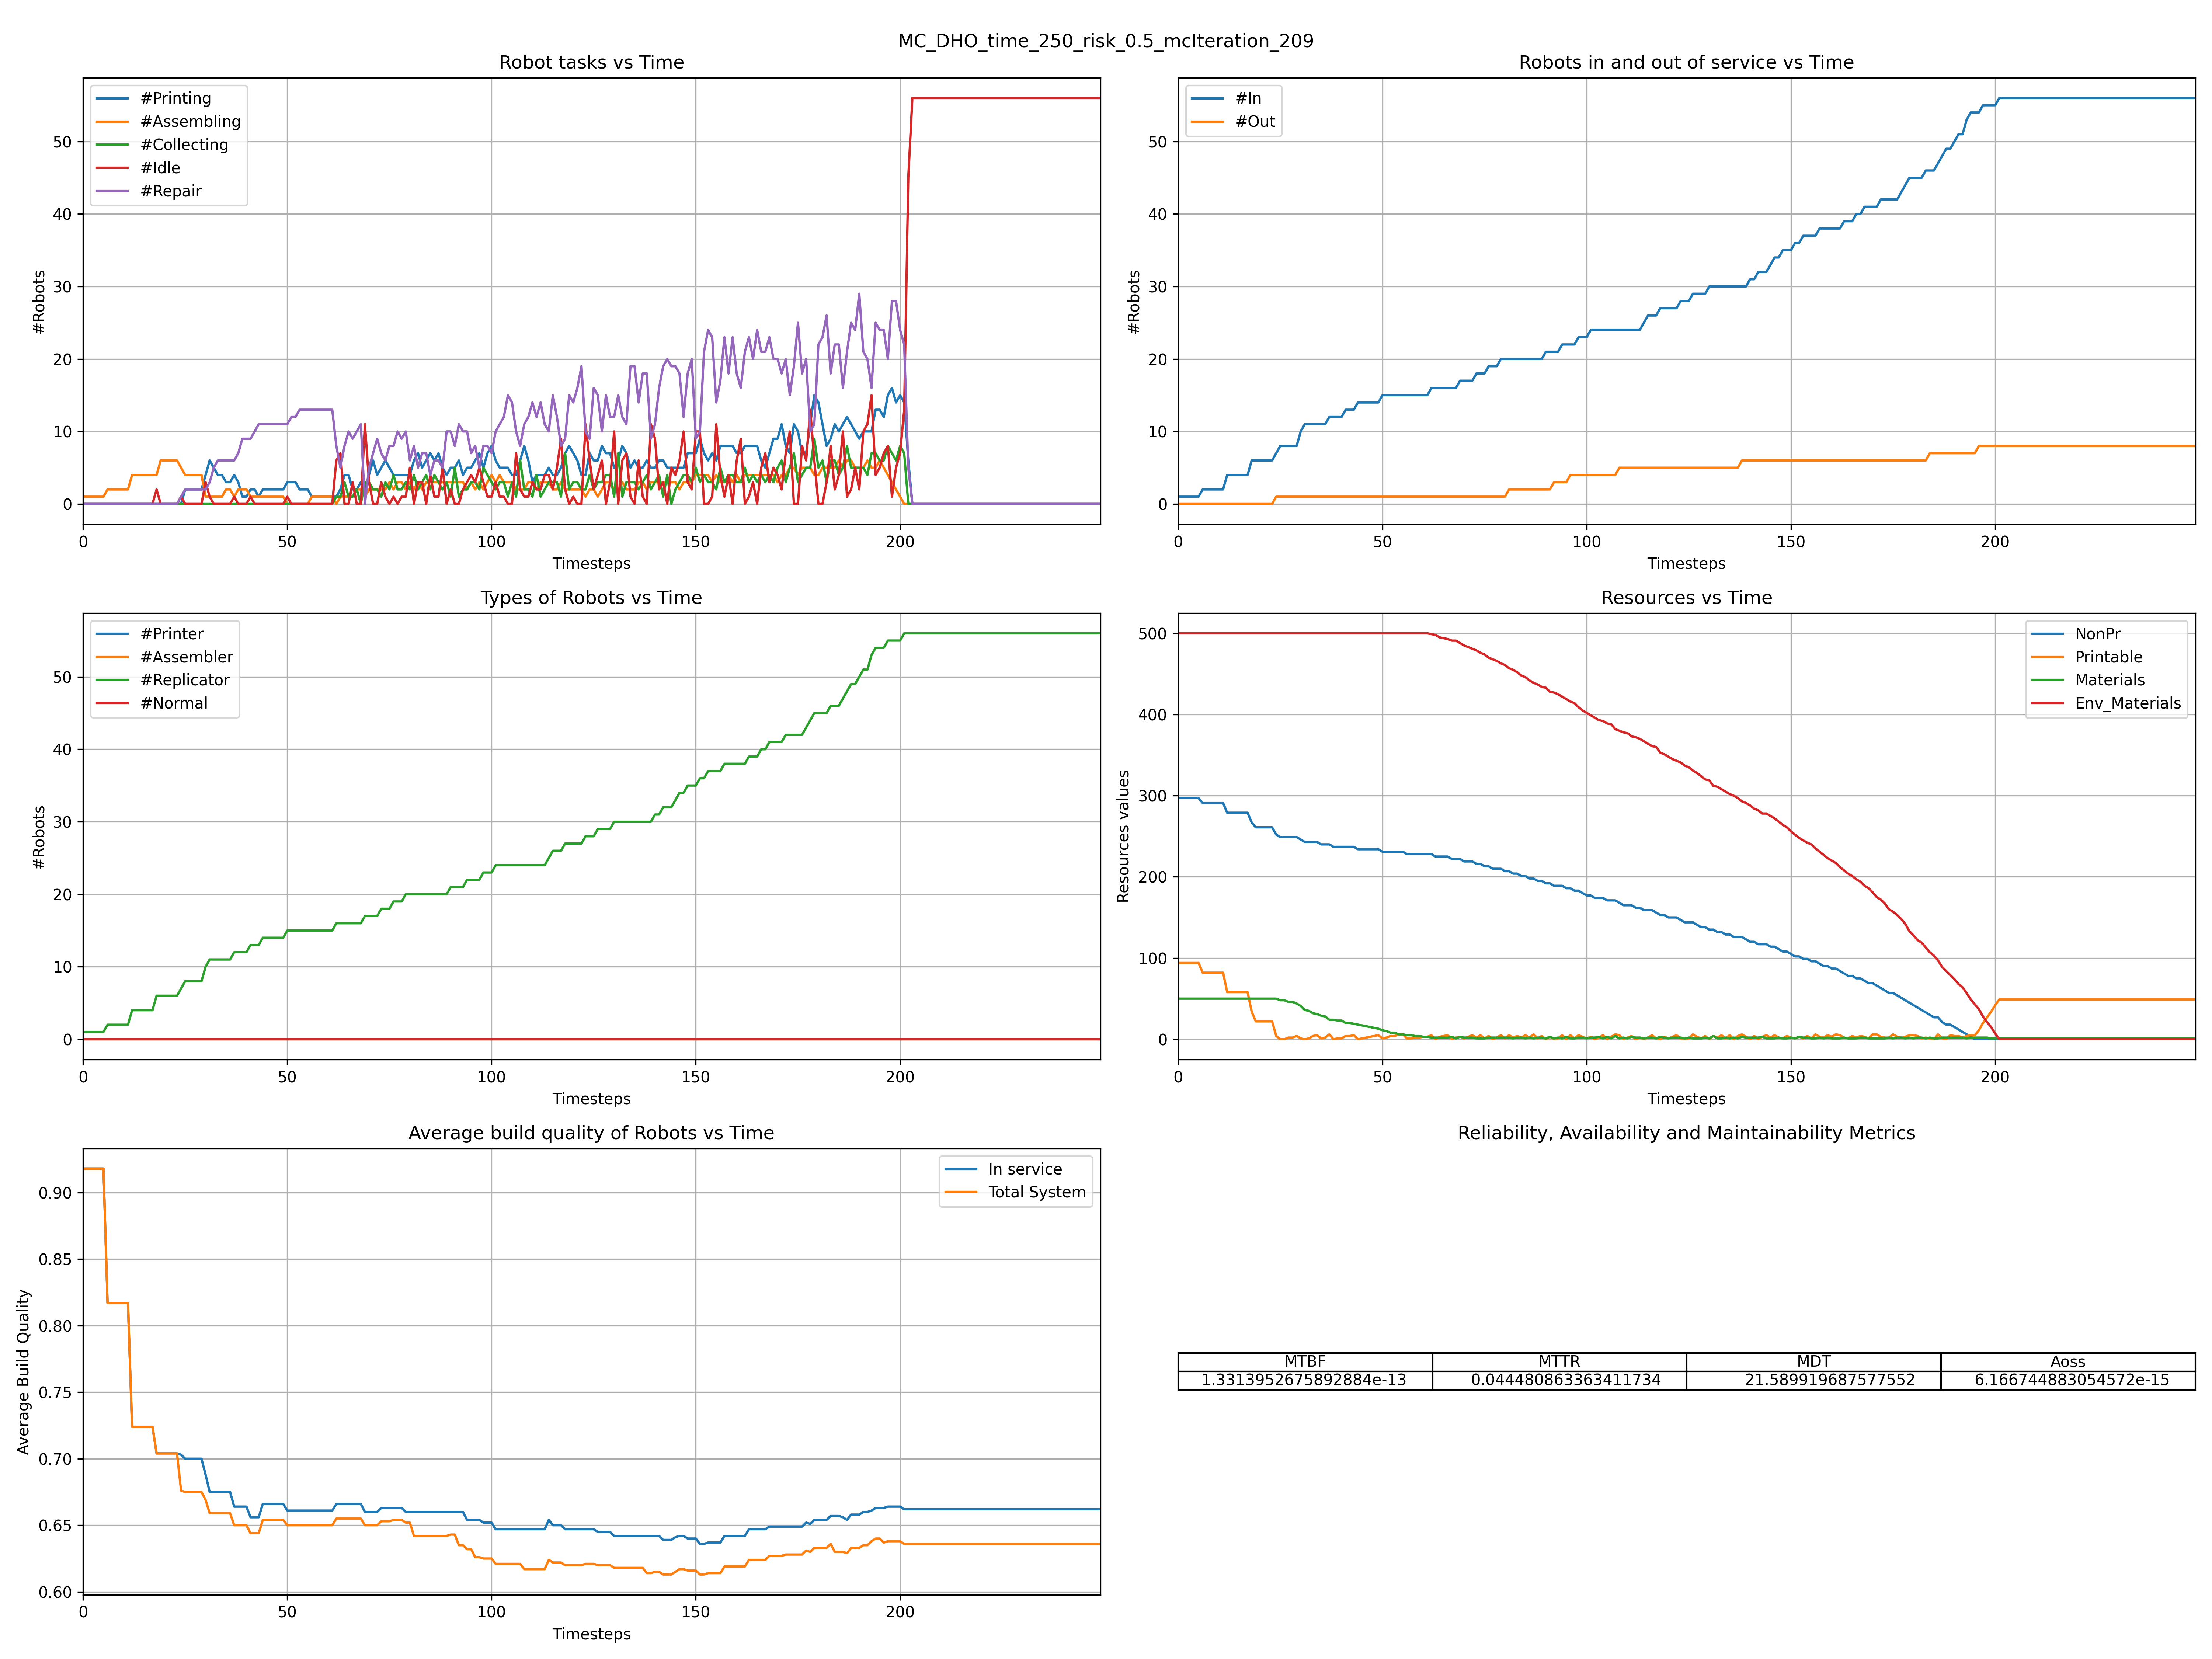 MC_DHO_time_250_risk_0.5_mcIteration_209
Robot tasks vs Time
#Printing
#Assembling
#Collecting
#Idle
#Repair
#Robots
50
40
30
20
10
0
0 50 100 150 200
Timesteps
Robots in and out of service vs Time
#In
#Out
#Robots
50
40
30
20
10
0
0 50 100 150 200
Timesteps
Types of Robots vs Time
#Printer
#Assembler
#Replicator
#Normal
#Robots
50
40
30
20
10
0
0 50 100 150 200
Timesteps
Resources vs Time
NonPr
Printable
Materials
Env_Materials
Resources values
500
400
300
200
100
0
0 50 100 150 200
Timesteps
Average build quality of Robots vs Time
In service
Total System
Average Build Quality
0.90
0.85
0.80
0.75
0.70
0.65
0.60
0 50 100 150 200
Timesteps
Reliability, Availability and Maintainability Metrics
MTBF MTTR MDT Aoss
1.3313952675892884e-13 0.044480863363411734 21.589919687577552 6.166744883054572e-15